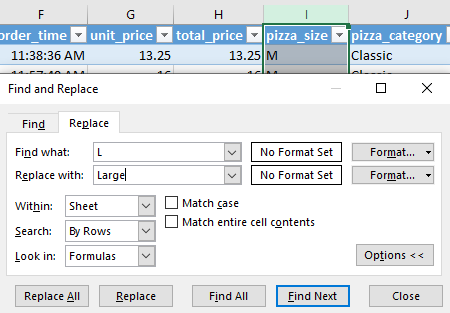 F G H I J
order_time unit_price total_price pizza_size pizza_category
11:38:36 AM 13.25 13.25 M Classic
11:57:40 AM 16 16 M Classic
Find and Replace
Find Replace
Find what: L No Format Set Format...
Replace with: Large No Format Set Format...
Within: Sheet Match case
Match entire cell contents
Search: By Rows
Look in: Formulas Options <<
Replace All Replace Find All Find Next Close